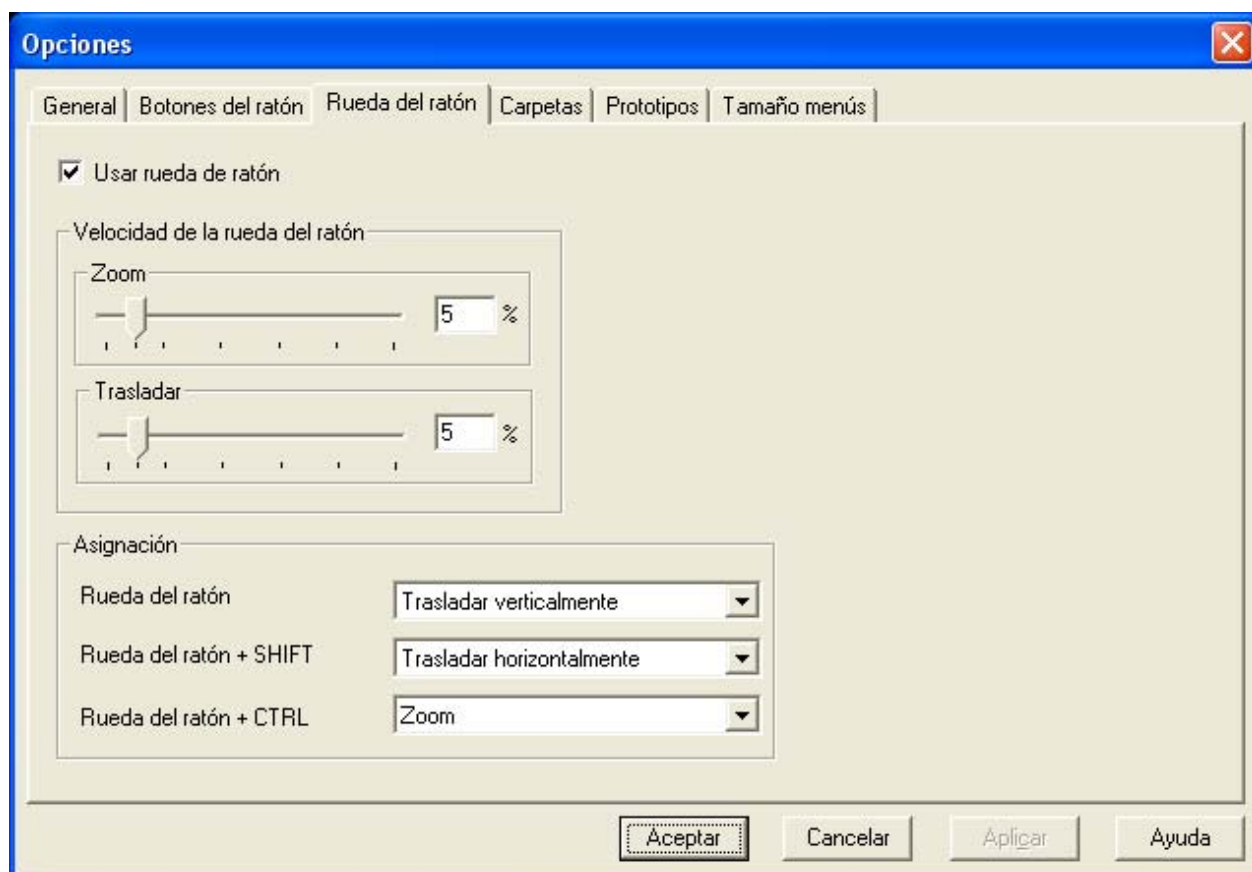 Opciones
General Botones del ratón Rueda del ratón Carpetas Prototipos Tamaño menús
Usar rueda de ratón
Velocidad de la rueda del ratón
Zoom
5 %
Trasladar
5 %
Asignación
Rueda del ratón Trasladar verticalmente
Rueda del ratón + SHIFT Trasladar horizontalmente
Rueda del ratón + CTRL Zoom
Aceptar Cancelar Aplicar Ayuda